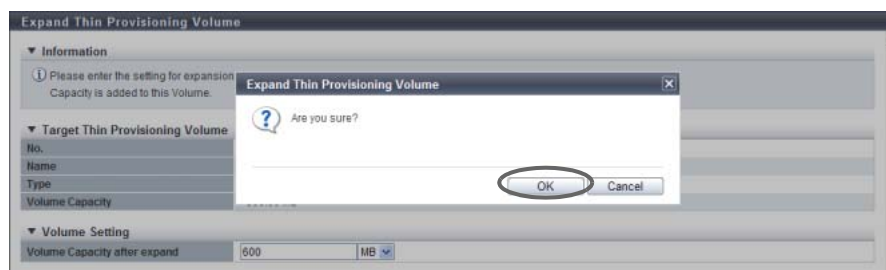 Expand Thin Provisioning Volume
Information
Please enter the setting for expansion
Capacity is added to this Volume.
Expand Thin Provisioning Volume
Are you sure?
OK Cancel
Target Thin Provisioning Volume
No.
Name
Type
Volume Capacity
Volume Setting
Volume Capacity after expand 600 MB